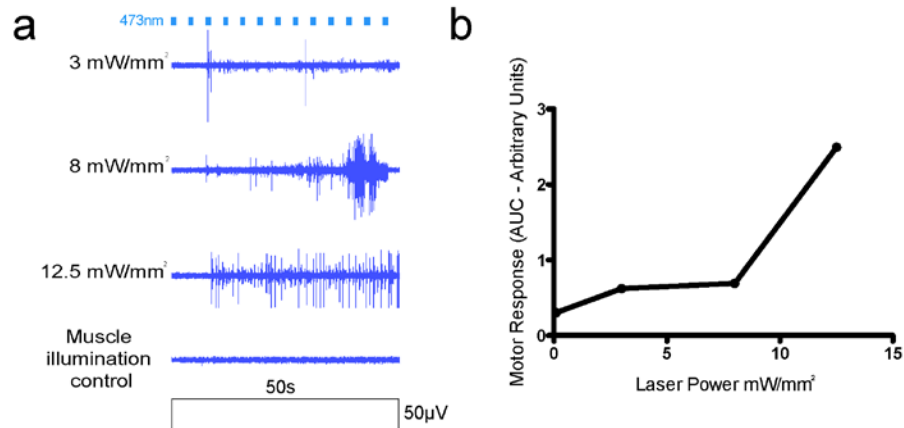 a
473nm
3 mW/mm²
8 mW/mm²
12.5 mW/mm²
Muscle
illumination
control
50s
50µV
b
Motor Response (AUC - Arbitrary Units)
3
2
1
0
0
5
10
15
Laser Power mW/mm²